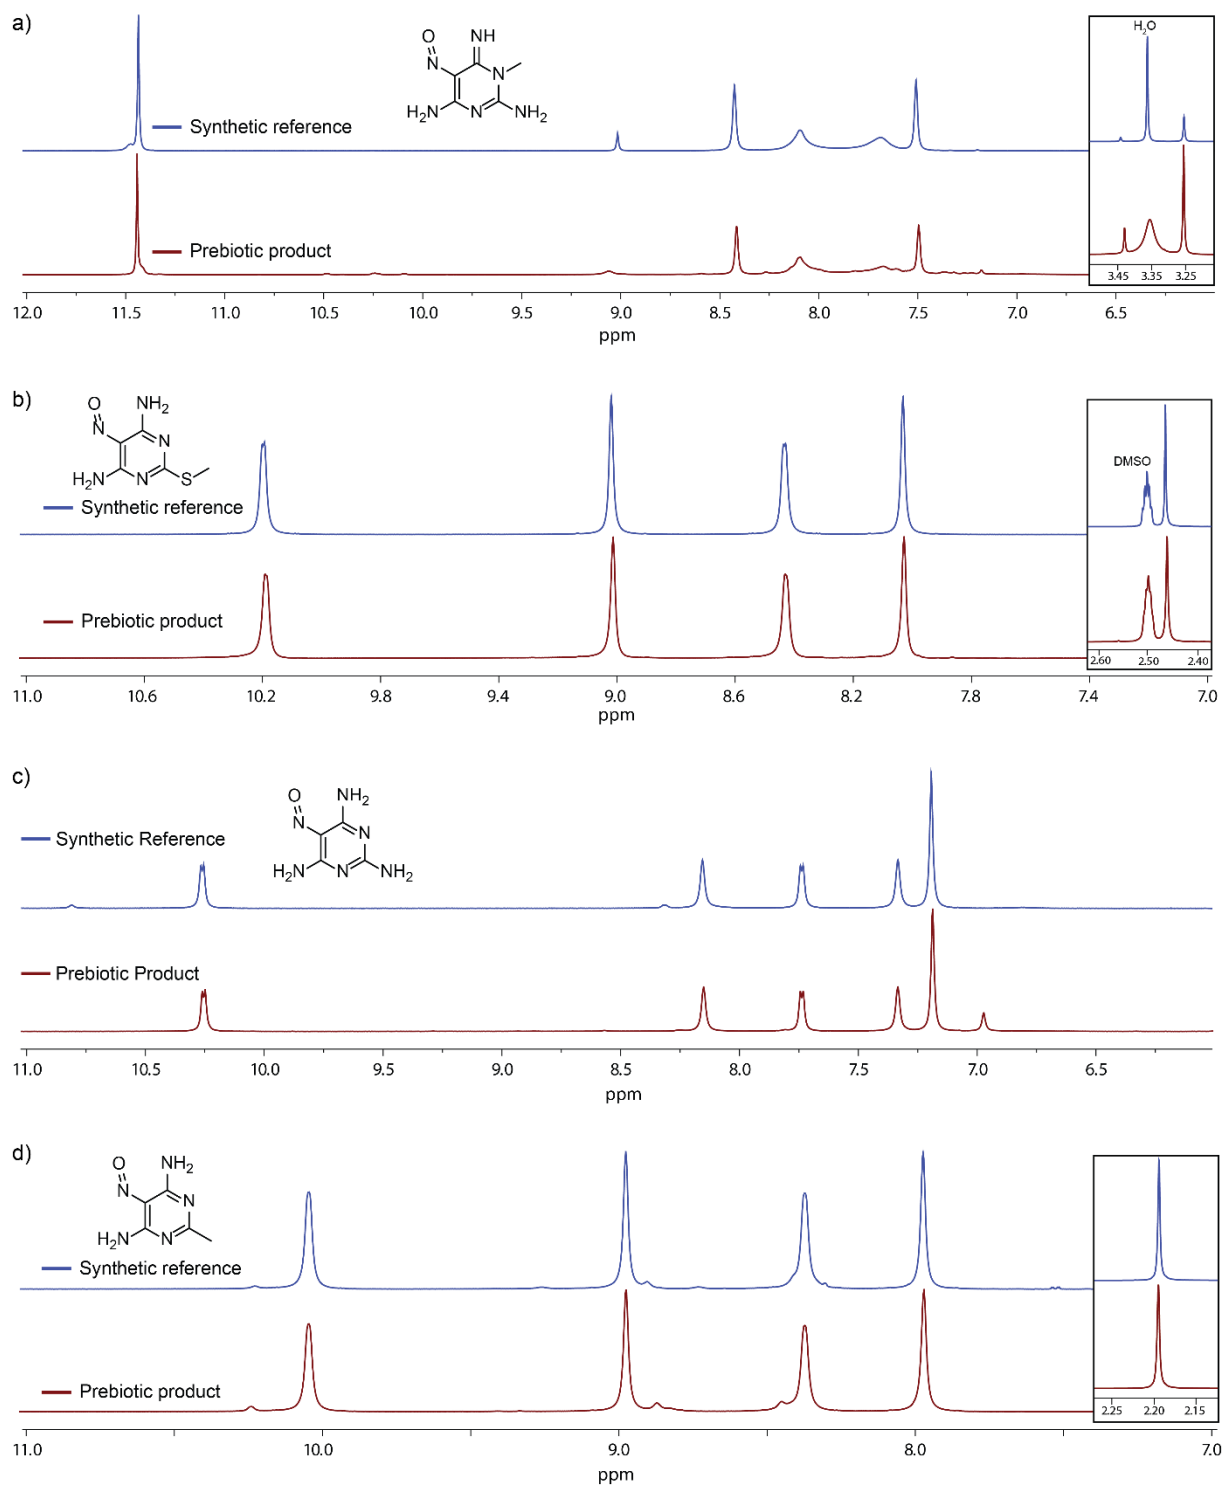 a)
O
N
NH
N
H₂N
N
NH₂
Synthetic reference
Prebiotic product
H₂O
3.45 3.35 3.25
12.0 11.5 11.0 10.5 10.0 9.5 9.0 8.5 8.0 7.5 7.0 6.5
ppm
b)
O
N
NH₂
N
H₂N
N
S
Synthetic reference
Prebiotic product
DMSO
2.60 2.50 2.40
11.0 10.6 10.2 9.8 9.4 9.0 8.6 8.2 7.8 7.4 7.0
ppm
c)
O
N
NH₂
N
H₂N
N
NH₂
Synthetic Reference
Prebiotic Product
11.0 10.5 10.0 9.5 9.0 8.5 8.0 7.5 7.0 6.5
ppm
d)
O
N
NH₂
N
H₂N
N
Synthetic reference
Prebiotic product
2.25 2.20 2.15
11.0 10.0 9.0 8.0 7.0
ppm